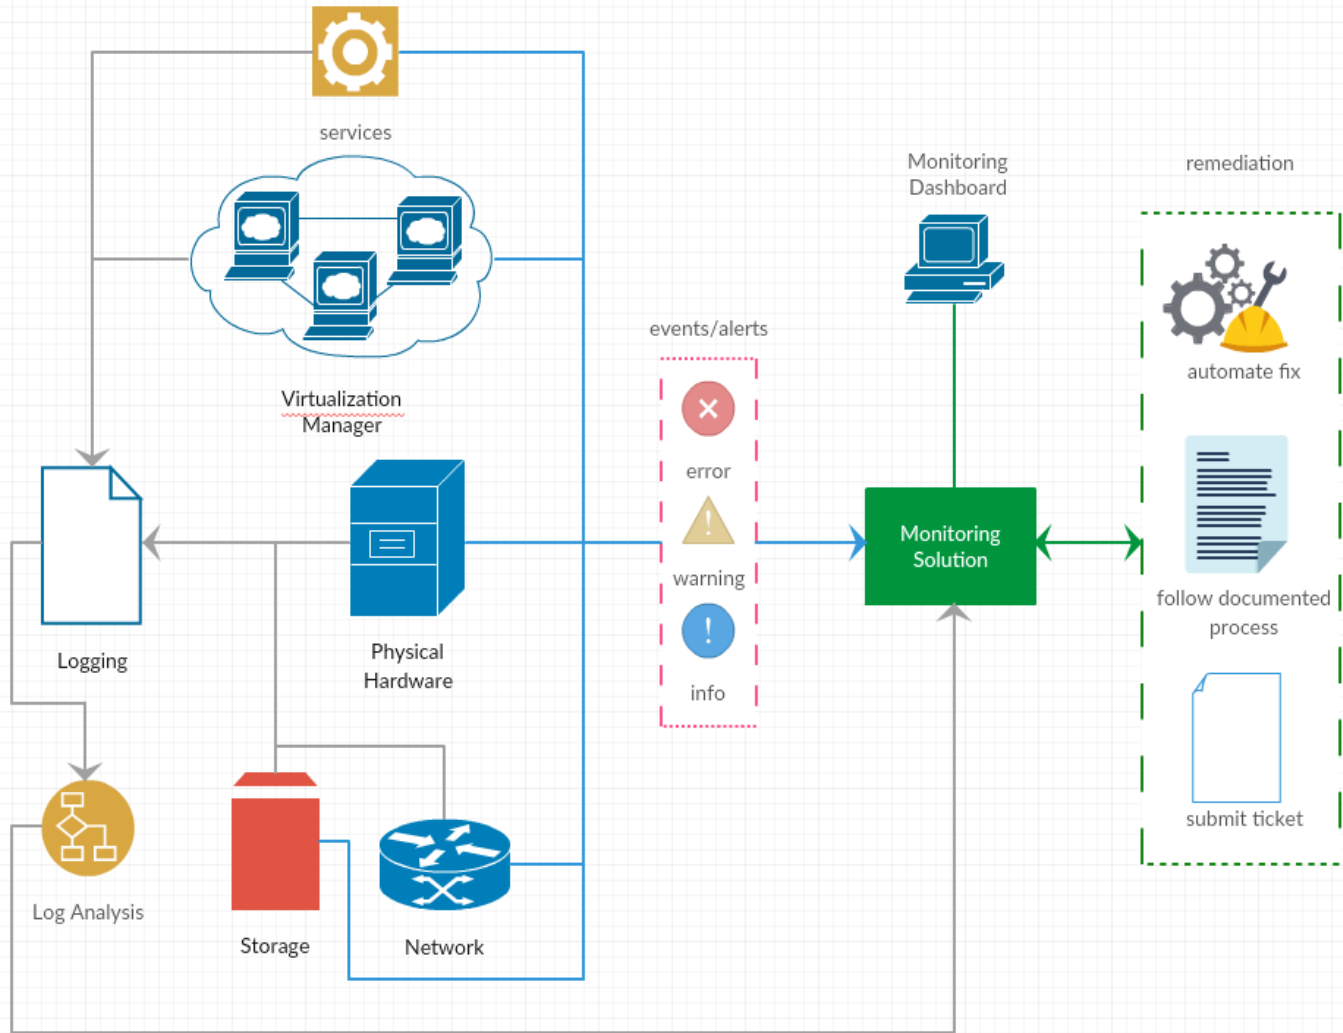 services
Monitoring
Dashboard
remediation
events/alerts
automate fix
Virtualization
Manager
error
Monitoring
Solution
warning
follow documented
process
Logging
Physical
Hardware
info
submit ticket
Log Analysis
Storage
Network